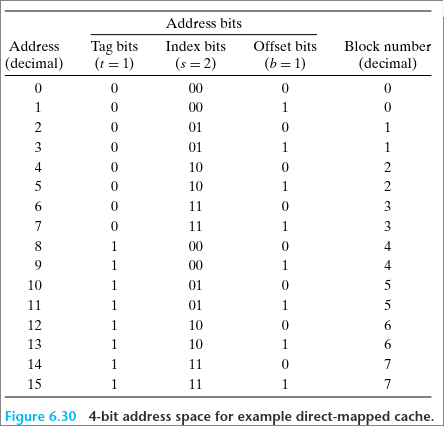 Address bits
Address Tag bits Index bits Offset bits Block number
(decimal) (t = 1) (s = 2) (b = 1) (decimal)
0 0 00 0 0
1 0 00 1 0
2 0 01 0 1
3 0 01 1 1
4 0 10 0 2
5 0 10 1 2
6 0 11 0 3
7 0 11 1 3
8 1 00 0 4
9 1 00 1 4
10 1 01 0 5
11 1 01 1 5
12 1 10 0 6
13 1 10 1 6
14 1 11 0 7
15 1 11 1 7
Figure 6.30 4-bit address space for example direct-mapped cache.